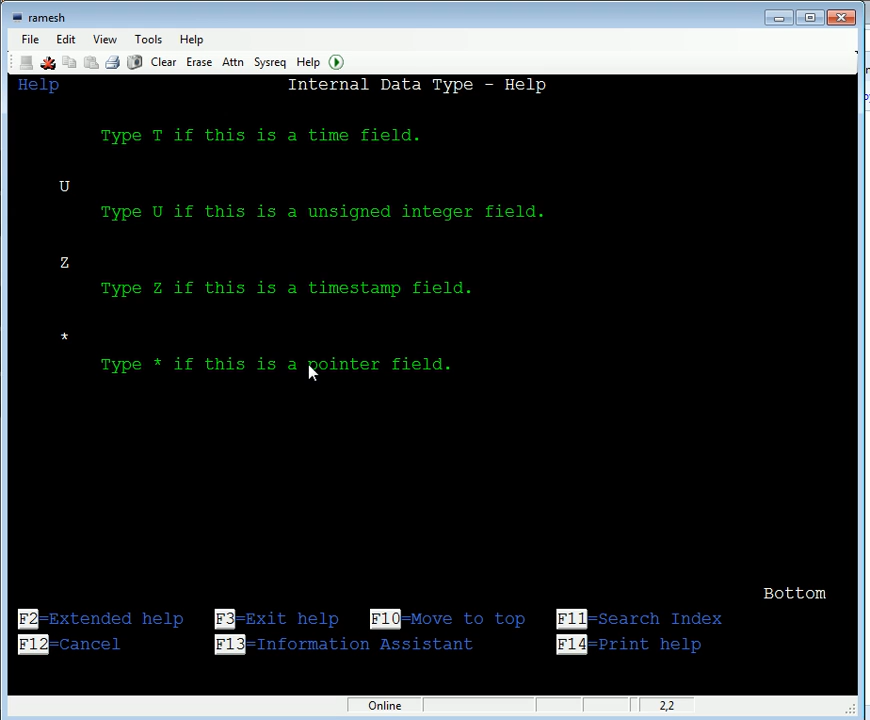 ramesh
File Edit View Tools Help
Clear Erase Attn Sysreq Help
Help Internal Data Type - Help
Type T if this is a time field.
U
Type U if this is a unsigned integer field.
Z
Type Z if this is a timestamp field.
*
Type * if this is a pointer field.
Bottom
F2=Extended help F3=Exit help F10=Move to top F11=Search Index
F12=Cancel F13=Information Assistant F14=Print help
Online 2,2